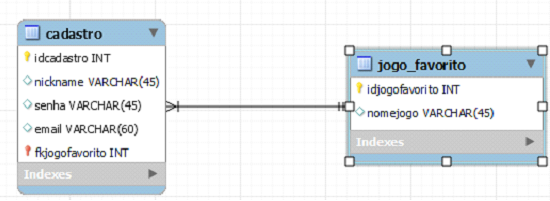 cadastro
idcadastro INT
nickname VARCHAR(45)
senha VARCHAR(45)
email VARCHAR(60)
fkjogofavorito INT
Indexes
jogo_favorito
idjogofavorito INT
nomejogo VARCHAR(45)
Indexes